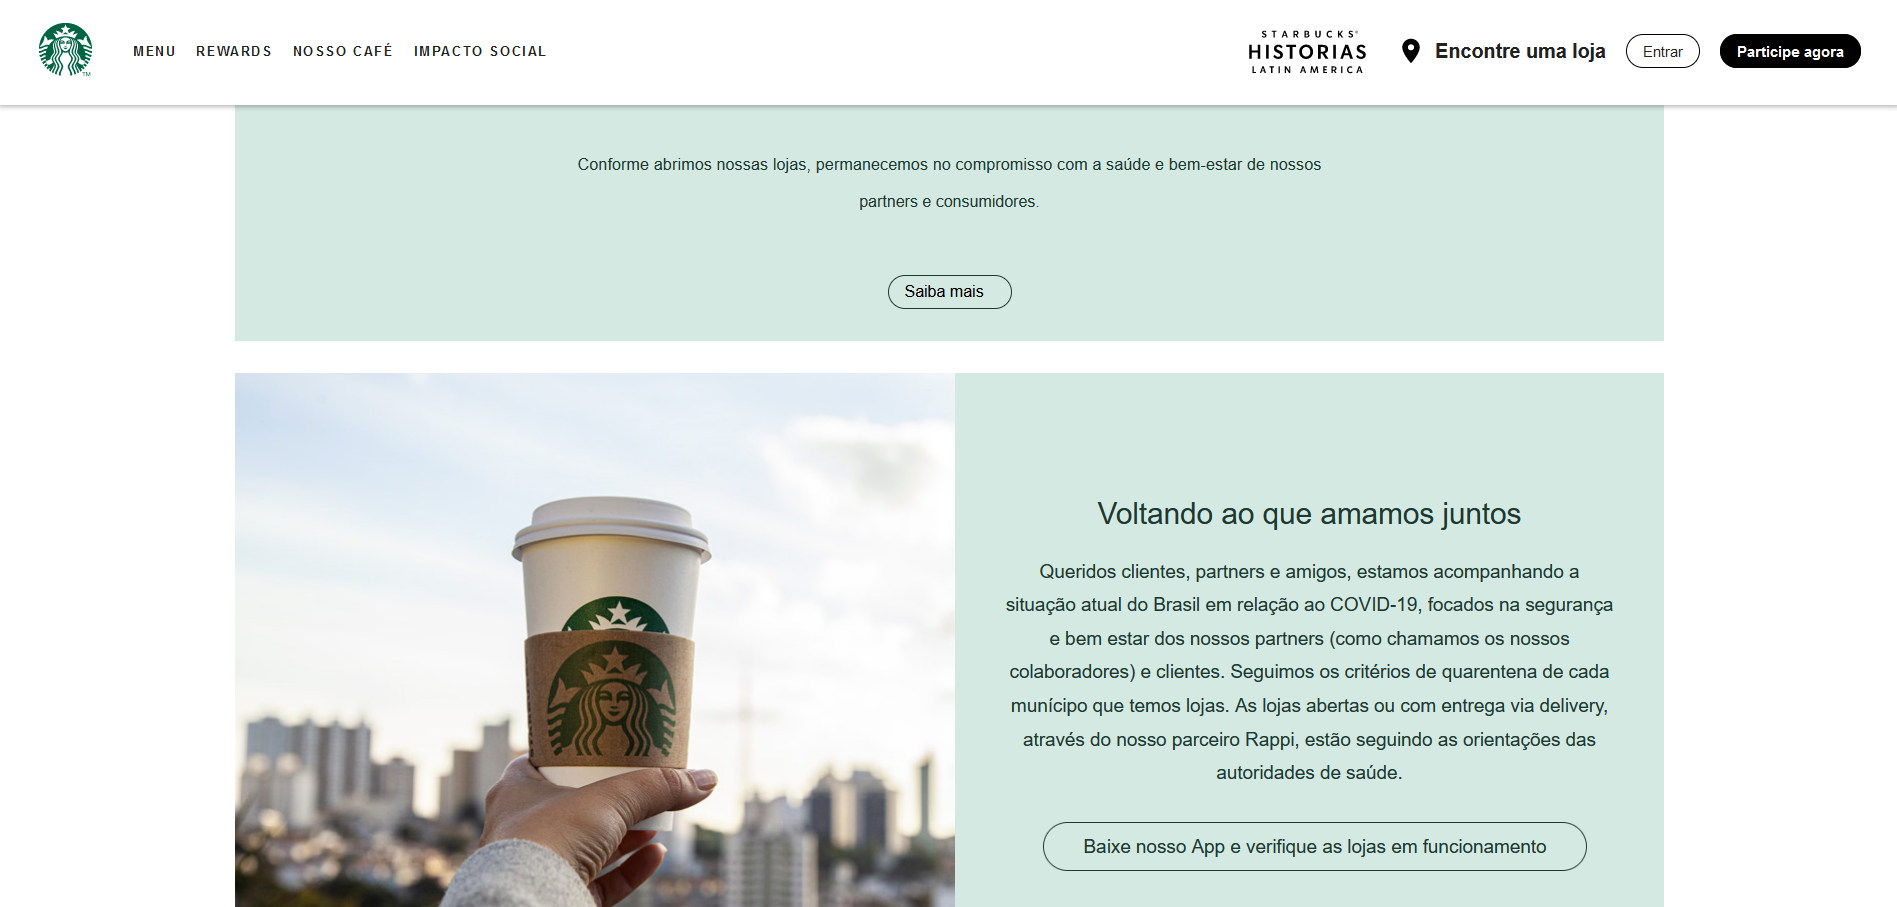 TM
MENU
REWARDS
NOSSO CAFÉ
IMPACTO SOCIAL
STARBUCKS®
HISTORIAS
LATIN AMERICA
Encontre uma loja
Entrar
Participe agora
Conforme abrimos nossas lojas, permanecemos no compromisso com a saúde e bem-estar de nossos
partners e consumidores.
Saiba mais
Voltando ao que amamos juntos
Queridos clientes, partners e amigos, estamos acompanhando a
situação atual do Brasil em relação ao COVID-19, focados na segurança
e bem estar dos nossos partners (como chamamos os nossos
colaboradores) e clientes. Seguimos os critérios de quarentena de cada
munícipo que temos lojas. As lojas abertas ou com entrega via delivery,
através do nosso parceiro Rappi, estão seguindo as orientações das
autoridades de saúde.
Baixe nosso App e verifique as lojas em funcionamento